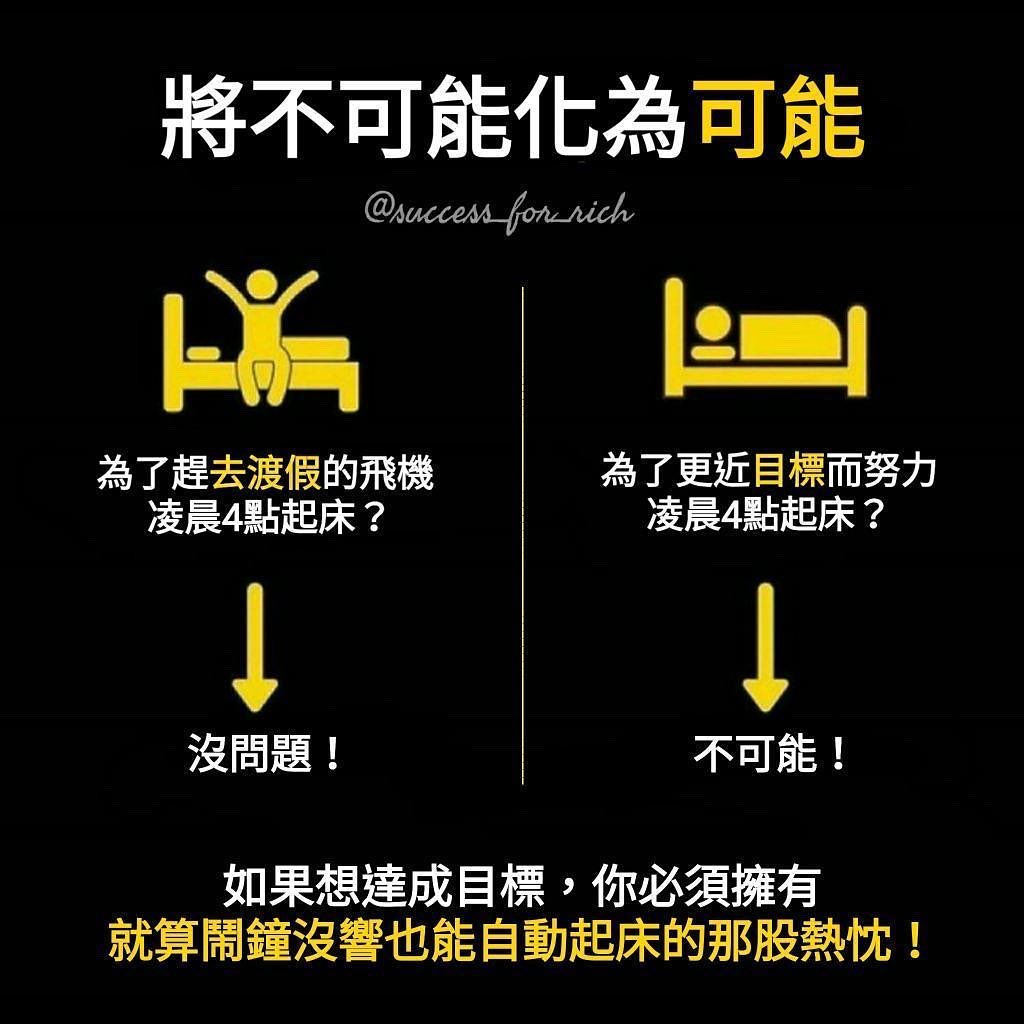 將不可能化為可能
@success_for_rich
為了趕去渡假的飛機
凌晨4點起床？
沒問題！
為了更近目標而努力
凌晨4點起床？
不可能！
如果想達成目標，你必須擁有
就算鬧鐘沒響也能自動起床的那股熱忱！